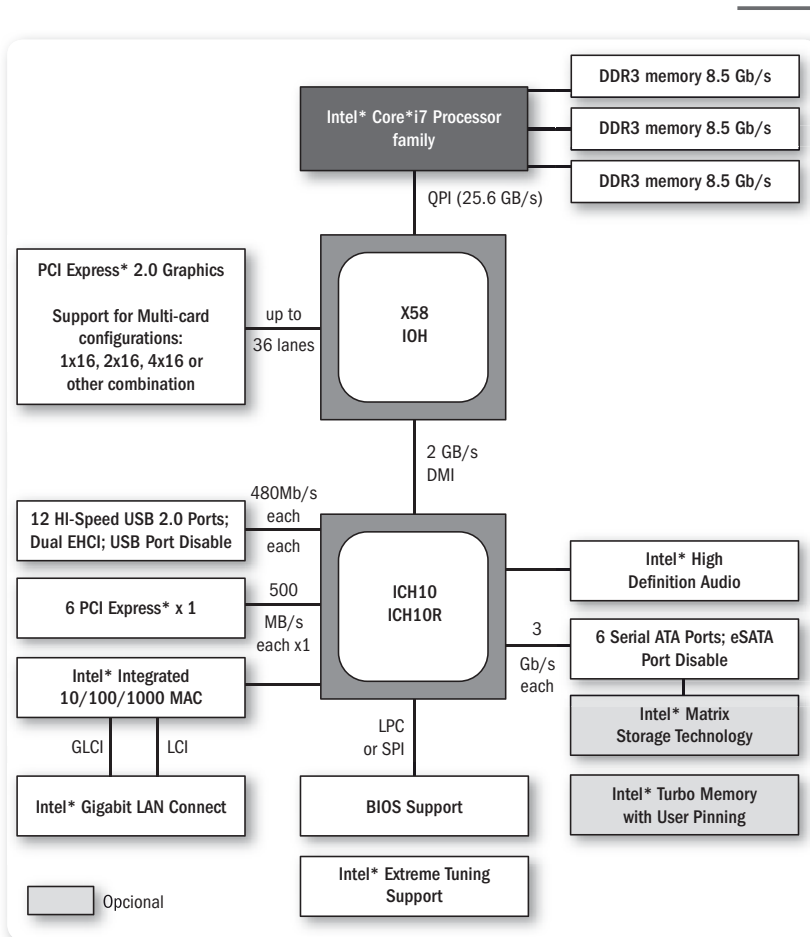 DDR3 memory 8.5 Gb/s
Intel* Core*i7 Processor
family
DDR3 memory 8.5 Gb/s
DDR3 memory 8.5 Gb/s
QPI (25.6 GB/s)
PCI Express* 2.0 Graphics
Support for Multi-card
configurations:
1x16, 2x16, 4x16 or
other combination
up to
36 lanes
X58
IOH
2 GB/s
DMI
480Mb/s
each
each
12 HI-Speed USB 2.0 Ports;
Dual EHCI; USB Port Disable
6 PCI Express* x 1
500
MB/s
each x1
ICH10
ICH10R
Intel* High
Definition Audio
3
Gb/s
each
6 Serial ATA Ports; eSATA
Port Disable
Intel* Integrated
10/100/1000 MAC
Intel* Matrix
Storage Technology
GLCI
LCI
LPC
or SPI
Intel* Gigabit LAN Connect
BIOS Support
Intel* Turbo Memory
with User Pinning
Intel* Extreme Tuning
Support
Opcional